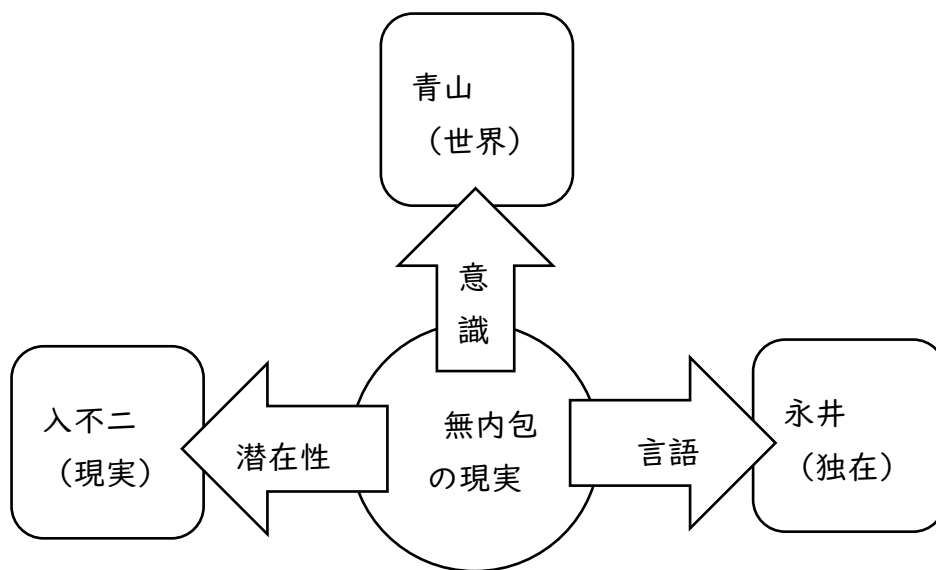 青山
（世界）
意
識
入不二
（現実）
潜在性
無内包
の現実
言語
永井
（独在）